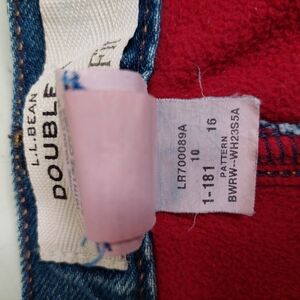 L.L.BEAN
DOUBLE
LR700089A
10 16
1-181 PATTERN
BWRW--WH23S5A